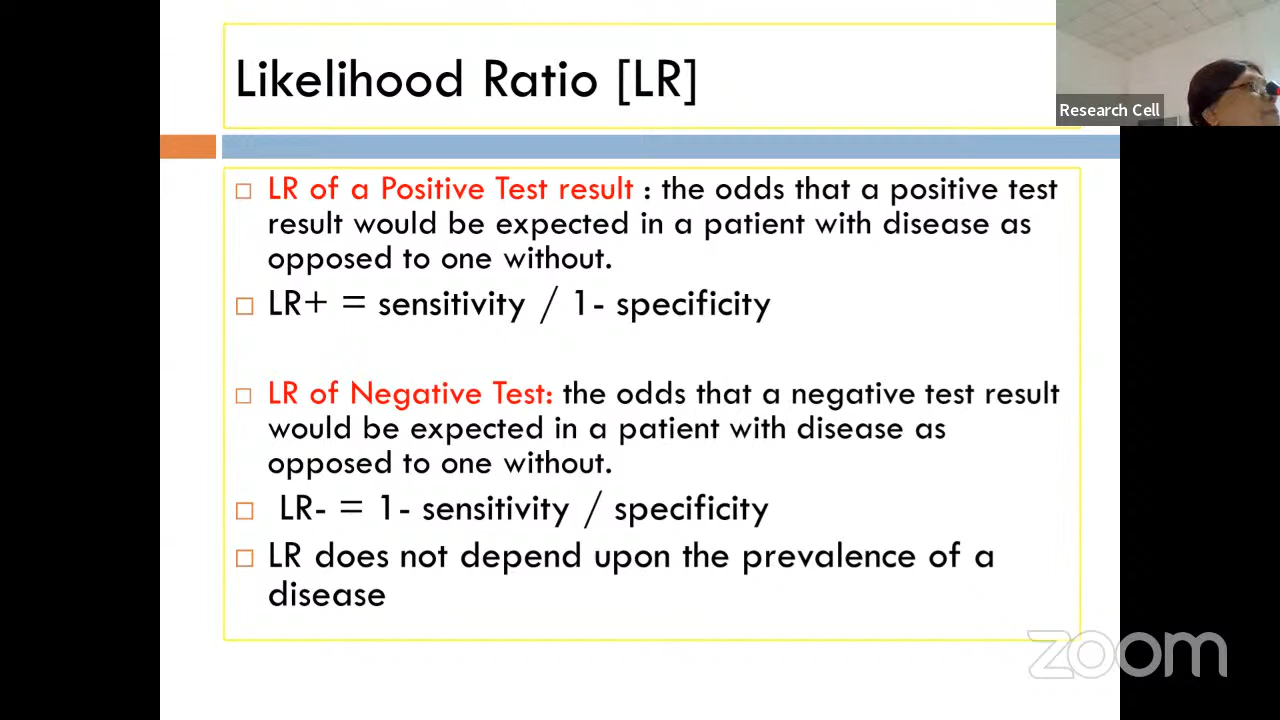 Likelihood Ratio [LR]
Research Cell
LR of a Positive Test result : the odds that a positive test
result would be expected in a patient with disease as
opposed to one without.
LR+ = sensitivity / 1- specificity
LR of Negative Test: the odds that a negative test result
would be expected in a patient with disease as
opposed to one without.
LR- = 1- sensitivity / specificity
LR does not depend upon the prevalence of a
disease
zoom